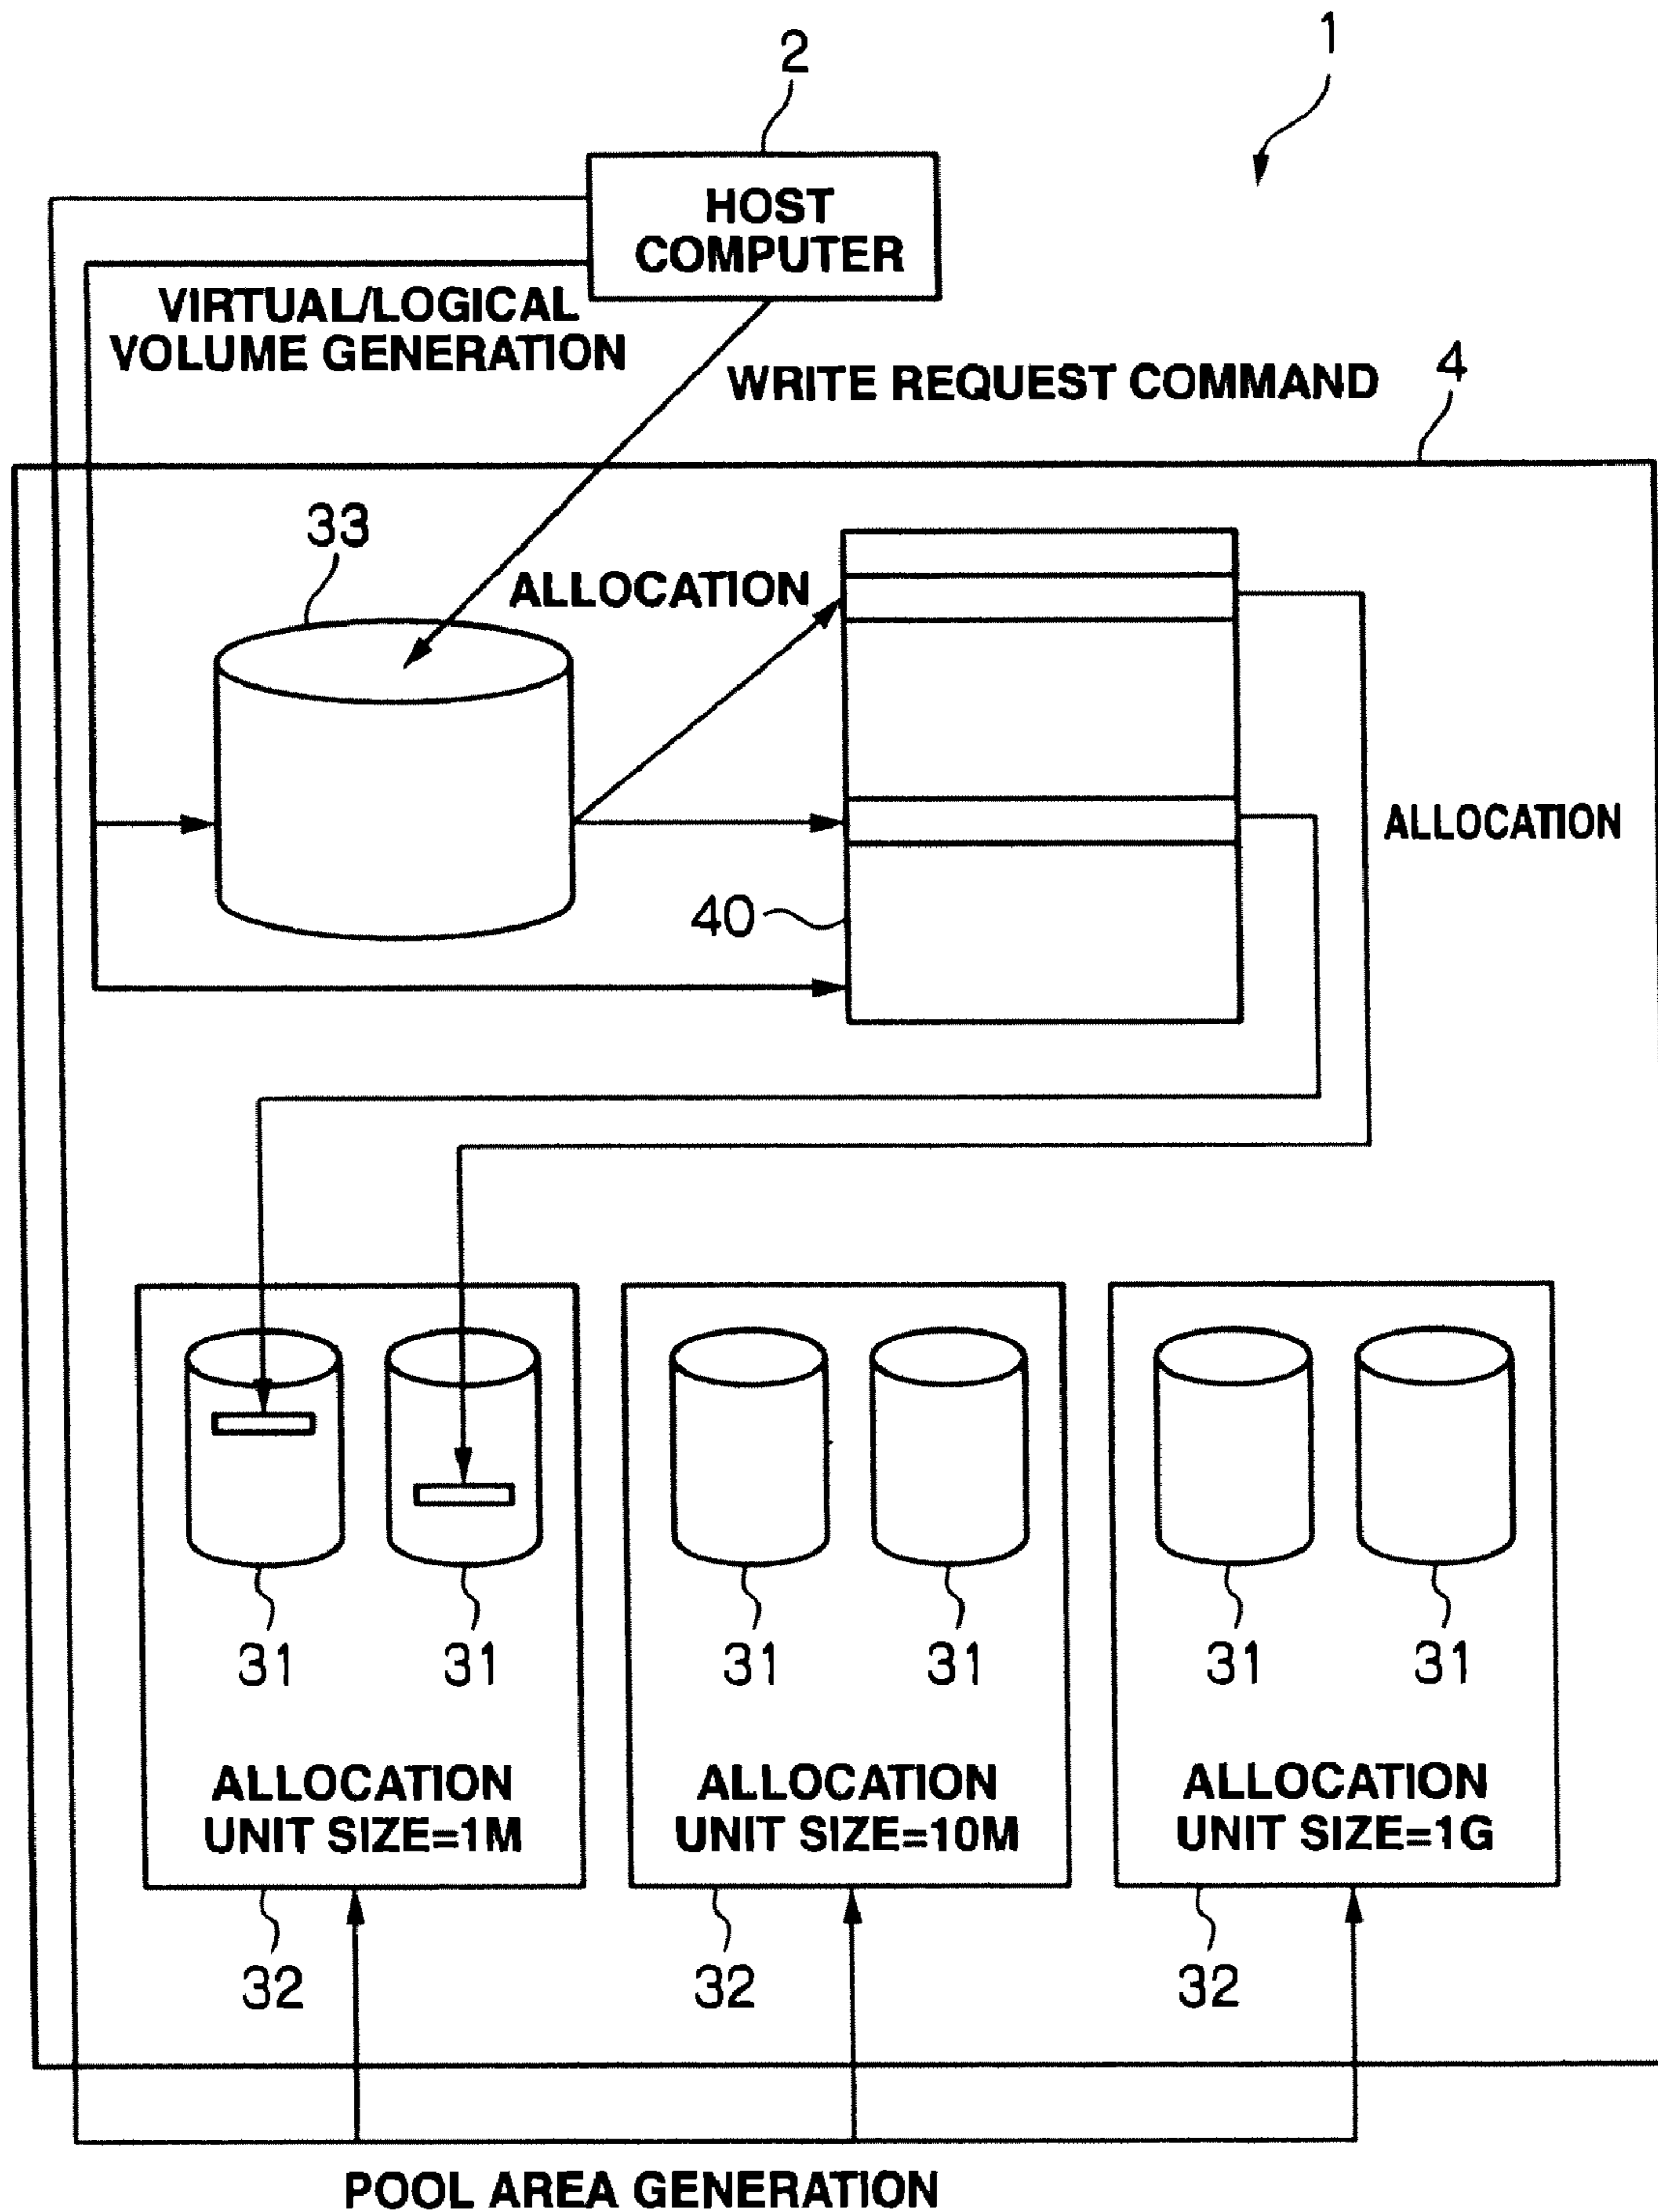 1
2
HOST
COMPUTER
VIRTUAL/LOGICAL
VOLUME GENERATION
WRITE REQUEST COMMAND
4
33
ALLOCATION
ALLOCATION
40
31
31
31
31
31
31
ALLOCATION
UNIT SIZE=1M
ALLOCATION
UNIT SIZE=10M
ALLOCATION
UNIT SIZE=1G
32
32
32
POOL AREA GENERATION